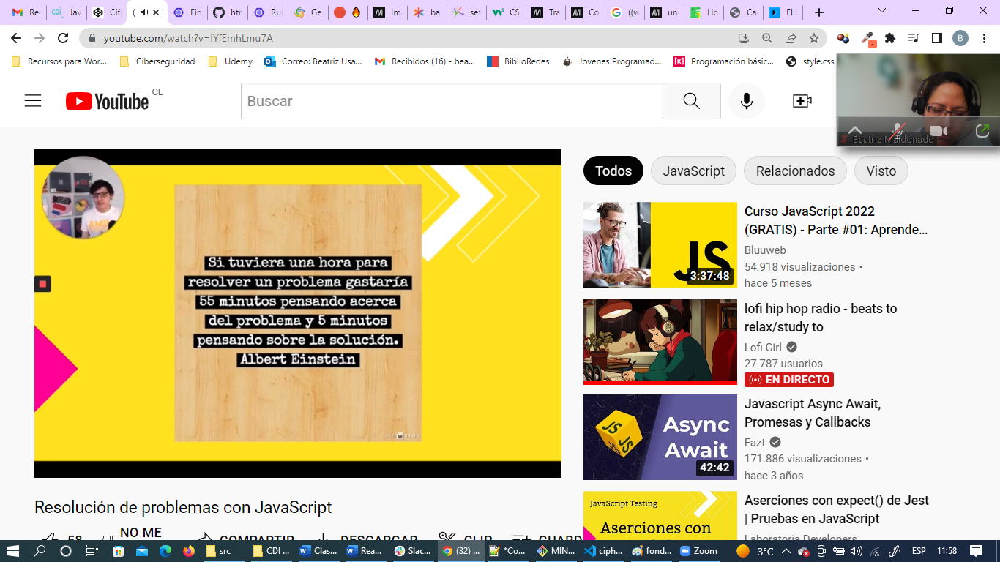 Rec
Jav
Cif
(
Fin
htm
Rul
Ge
Im
ba
set
CS
Tra
Co
((w
un
Ho
Ca
El
youtube.com/watch?v=lYfEmhLmu7A
B
Recursos para Wor...
Ciberseguridad
Udemy
Correo: Beatriz Usa...
Recibidos (16) - bea...
BiblioRedes
Jovenes Programad...
Programación básic...
style.css
YouTube
CL
Buscar
Beatriz Maldonado
Si tuviera una hora para
resolver un problema gastaría
55 minutos pensando acerca
del problema y 5 minutos
pensando sobre la solución.
Albert Einstein
pinwords
Resolución de problemas con JavaScript
58
NO ME
COMPARTIR
DESCARGAR
CLIP
GUARD
Todos
JavaScript
Relacionados
Visto
JS
3:37:48
Curso JavaScript 2022
(GRATIS) - Parte #01: Aprende...
Bluuweb
54.918 visualizaciones •
hace 5 meses
lofi hip hop radio - beats to
relax/study to
Lofi Girl
27.787 usuarios
EN DIRECTO
JS
JS
JS
Async
Await
42:42
Javascript Async Await,
Promesas y Callbacks
Fazt
171.886 visualizaciones •
hace 3 años
JavaScript Testing
Aserciones con
Aserciones con expect() de Jest
| Pruebas en JavaScript
Laboratoria Developers
src
CDI ...
Clas...
Rea...
Slac...
(32) ...
*Co...
MIN...
ciph...
fond...
Zoom
3°C
ESP
11:58